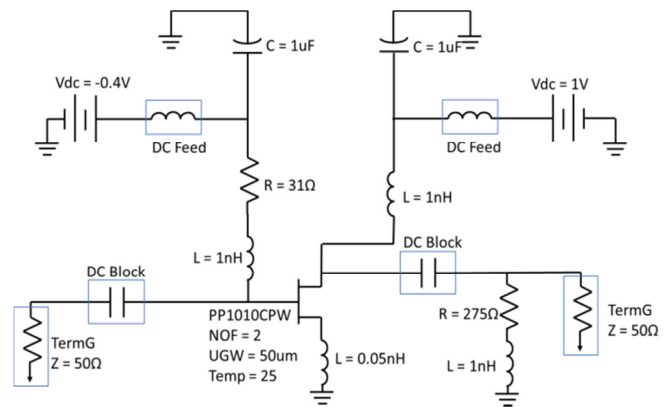 C = 1uF
C = 1uF
Vdc = -0.4V
Vdc = 1V
DC Feed
DC Feed
R = 31Ω
L = 1nH
L = 1nH
DC Block
DC Block
PP1010CPW
NOF = 2
UGW = 50um
Temp = 25
TermG
Z = 50Ω
L = 0.05nH
R = 275Ω
L = 1nH
TermG
Z = 50Ω